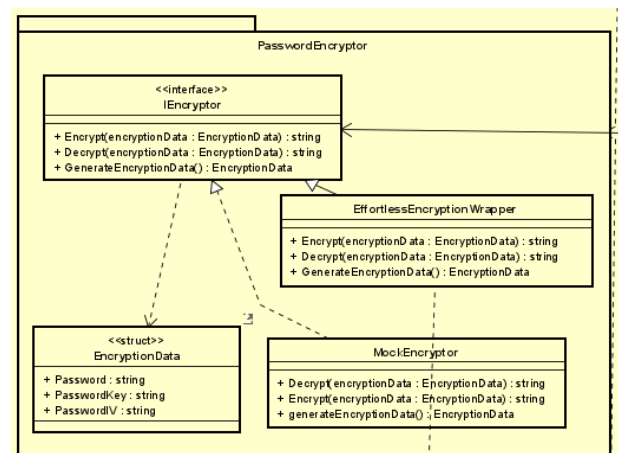 PasswordEncryptor
<<interface>>
IEncryptor
+ Encrypt(encryptionData : EncryptionData) : string
+ Decrypt(encryptionData : EncryptionData) : string
+ GenerateEncryptionData() : EncryptionData
EffortlessEncryptionWrapper
+ Encrypt(encryptionData : EncryptionData) : string
+ Decrypt(encryptionData : EncryptionData) : string
+ GenerateEncryptionData() : EncryptionData
<<struct>>
EncryptionData
+ Password : string
+ PasswordKey : string
+ PasswordIV : string
MockEncryptor
+ Decrypt(encryptionData : EncryptionData) : string
+ Encrypt(encryptionData : EncryptionData) : string
+ generateEncryptionData() : EncryptionData